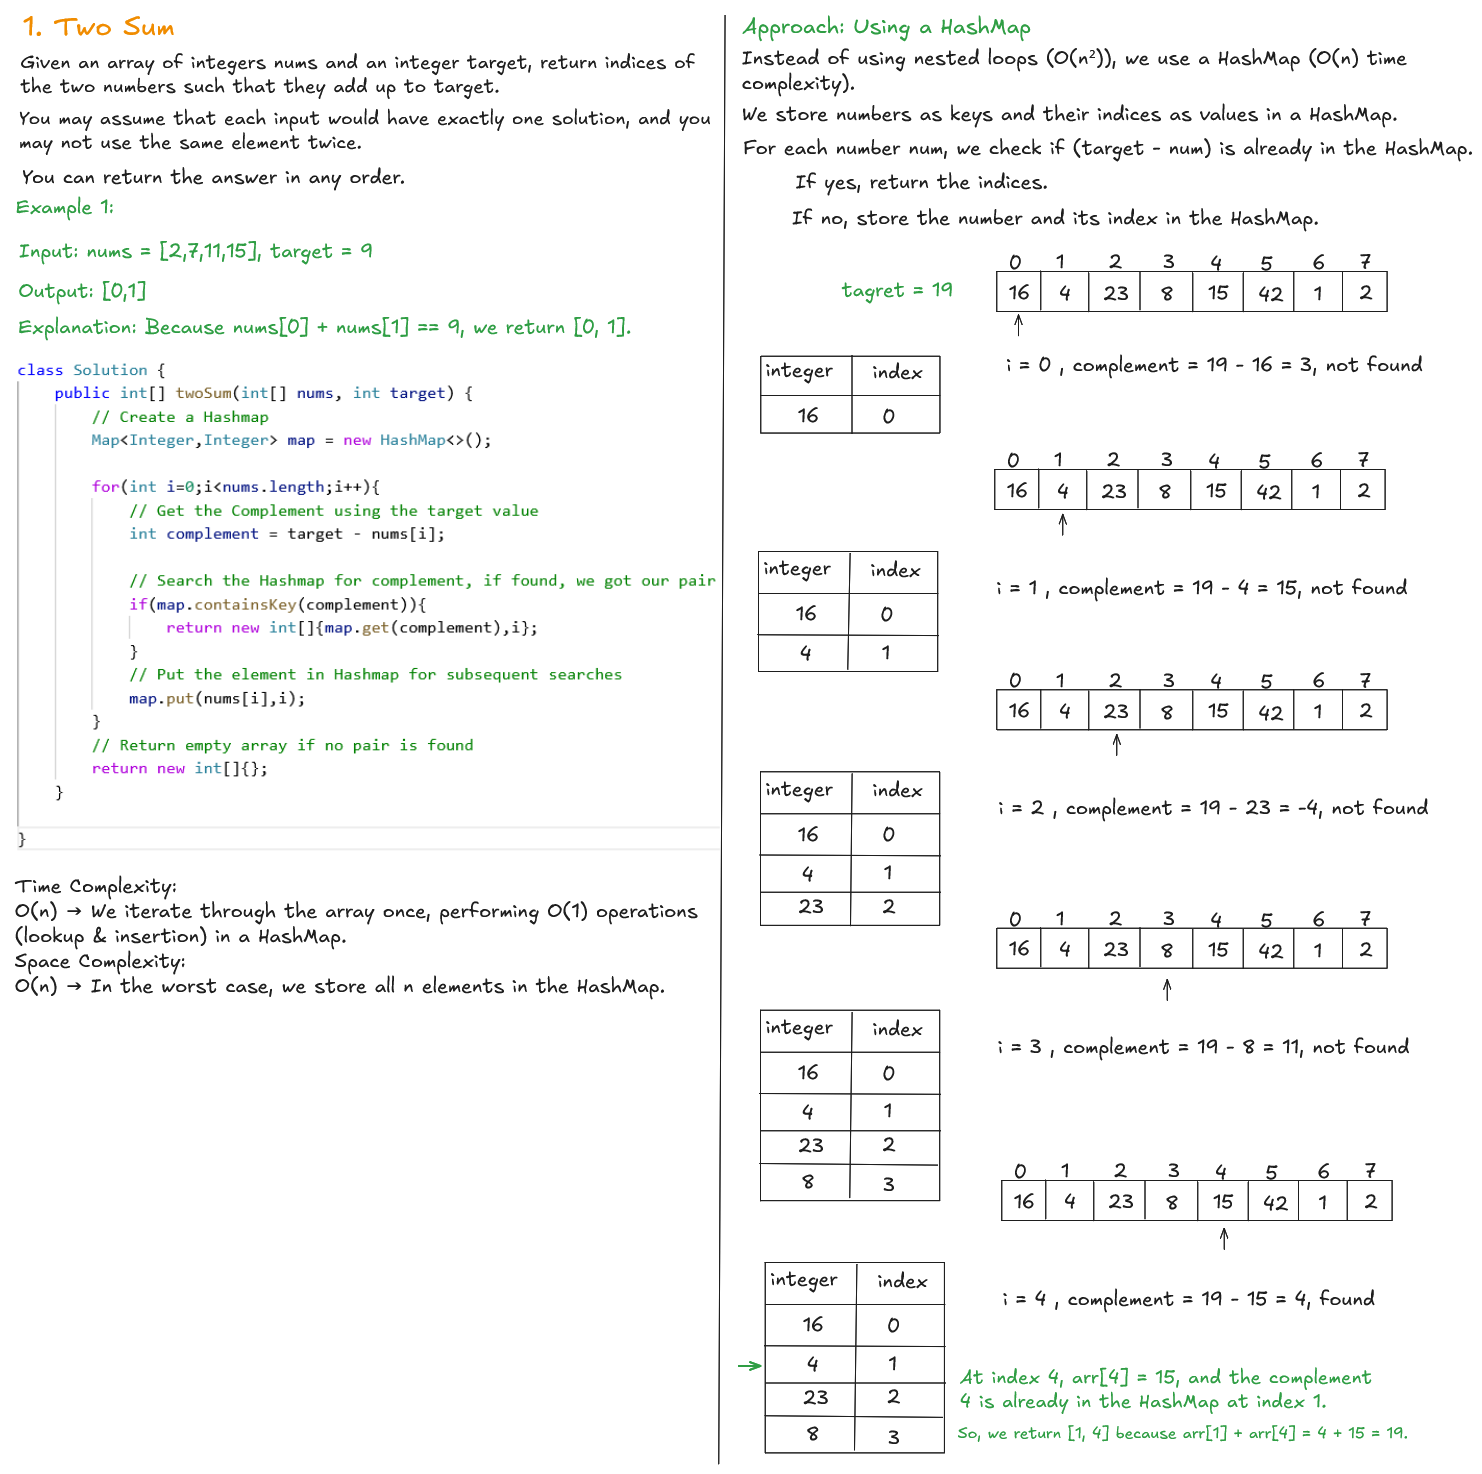 1. Two Sum
Given an array of integers nums and an integer target, return indices of
the two numbers such that they add up to target.
You may assume that each input would have exactly one solution, and you
may not use the same element twice.
You can return the answer in any order.
Example 1:
Input: nums = [2,7,11,15], target = 9
Output: [0,1]
Explanation: Because nums[0] + nums[1] == 9, we return [0, 1].
class Solution {
    public int[] twoSum(int[] nums, int target) {
        // Create a Hashmap
        Map<Integer,Integer> map = new HashMap<>();
        for(int i=0;i<nums.length;i++){
            // Get the Complement using the target value
            int complement = target - nums[i];
            // Search the Hashmap for complement, if found, we got our pair
            if(map.containsKey(complement)){
                return new int[]{map.get(complement),i};
            }
            // Put the element in Hashmap for subsequent searches
            map.put(nums[i],i);
        }
        // Return empty array if no pair is found
        return new int[]{};
    }
}
Time Complexity:
O(n) → We iterate through the array once, performing O(1) operations
(lookup & insertion) in a HashMap.
Space Complexity:
O(n) → In the worst case, we store all n elements in the HashMap.
Approach: Using a HashMap
Instead of using nested loops (O(n²)), we use a HashMap (O(n) time
complexity).
We store numbers as keys and their indices as values in a HashMap.
For each number num, we check if (target - num) is already in the HashMap.
If yes, return the indices.
If no, store the number and its index in the HashMap.
0 1 2 3 4 5 6 7
tagret = 19
16 4 23 8 15 42 1 2
i = 0 , complement = 19 - 16 = 3, not found
integer index
16 0
0 1 2 3 4 5 6 7
16 4 23 8 15 42 1 2
i = 1 , complement = 19 - 4 = 15, not found
integer index
16 0
4 1
0 1 2 3 4 5 6 7
16 4 23 8 15 42 1 2
i = 2 , complement = 19 - 23 = -4, not found
integer index
16 0
4 1
23 2
0 1 2 3 4 5 6 7
16 4 23 8 15 42 1 2
i = 3 , complement = 19 - 8 = 11, not found
integer index
16 0
4 1
23 2
8 3
0 1 2 3 4 5 6 7
16 4 23 8 15 42 1 2
i = 4 , complement = 19 - 15 = 4, found
integer index
16 0
→ 4 1
23 2
8 3
At index 4, arr[4] = 15, and the complement
4 is already in the HashMap at index 1.
So, we return [1, 4] because arr[1] + arr[4] = 4 + 15 = 19.